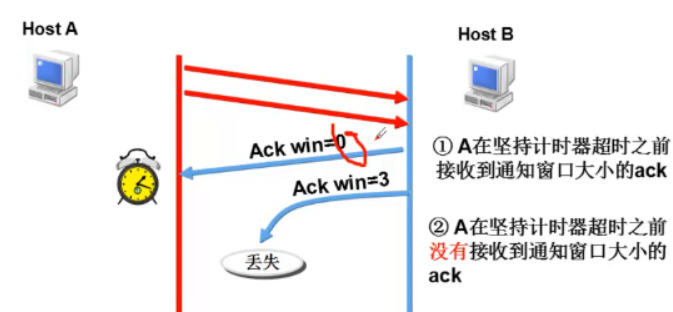 Host A
Host B
Ack win=0
Ack win=3
丢失
① A在坚持计时器超时之前
接收到通知窗口大小的ack
② A在坚持计时器超时之前
没有接收到通知窗口大小的
ack